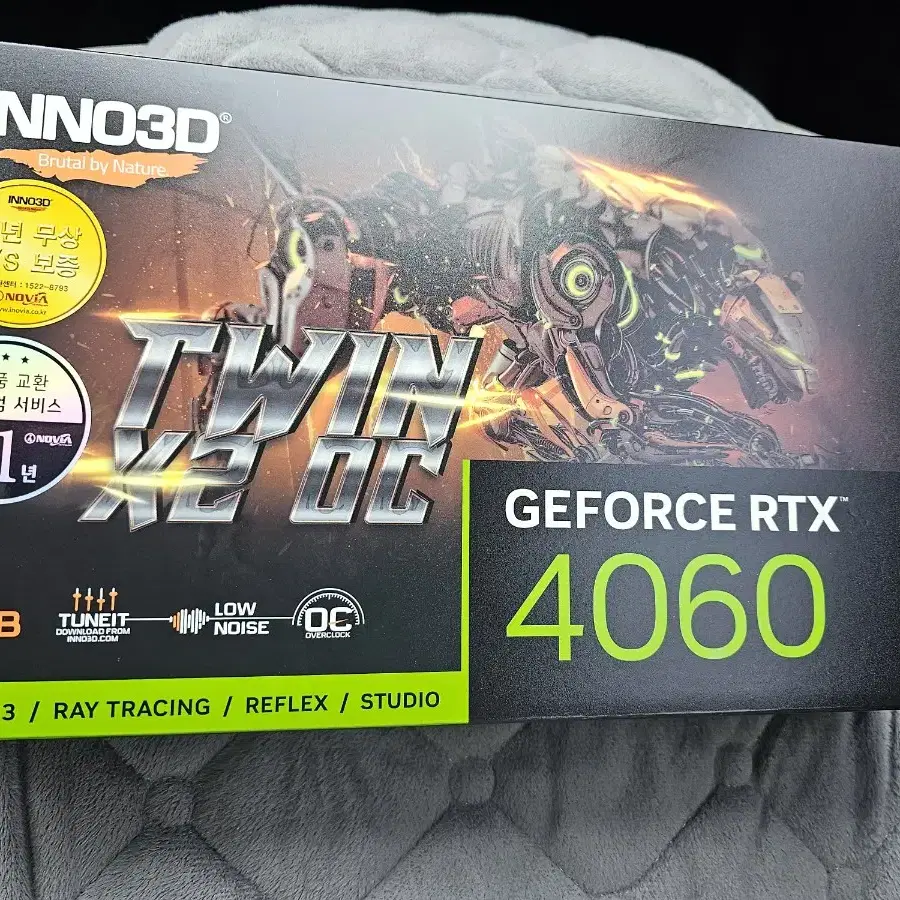 INNO3D®
Brutal by Nature
INNO3D
년 무상
/S 보증
센터 : 1522-8793
INOVIA
www.inovia.co.kr
품 교환
서비스
INOVIA
1년
TWIN
X2 OC
GEFORCE RTX™
4060
B
TUNEIT
DOWNLOAD FROM
INNO3D.COM
LOW
NOISE
OC
OVERCLOCK
3 / RAY TRACING / REFLEX / STUDIO